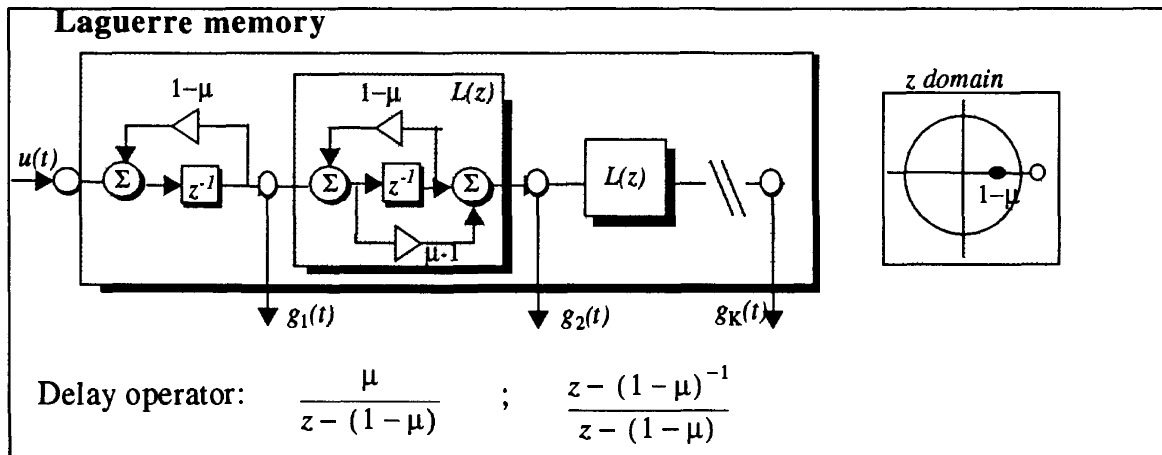 Laguerre memory
1−μ
1−μ
L(z)
z domain
u(t)
Σ
z⁻¹
Σ
z⁻¹
Σ
L(z)
1−μ
μ-1
g₁(t)
g₂(t)
g_K(t)
Delay operator: μ / (z − (1 − μ)) ; (z − (1 − μ)⁻¹) / (z − (1 − μ))